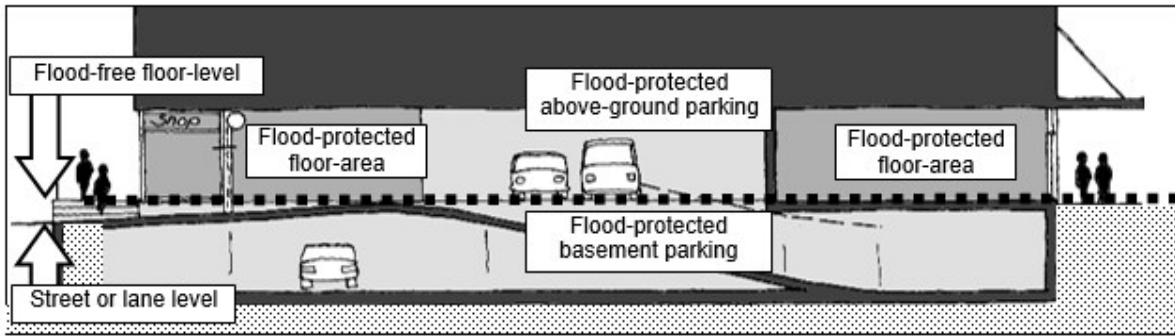 Flood-free floor-level
Flood-protected
above-ground parking
Shop
Flood-protected
floor-area
Flood-protected
floor-area
Flood-protected
basement parking
Street or lane level